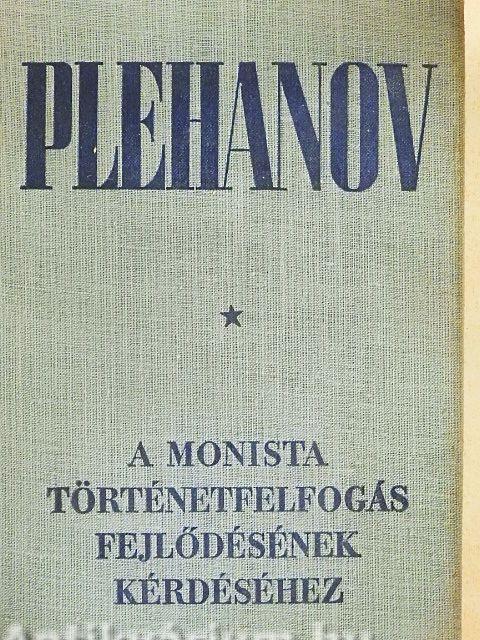 PLEHANOV
★
A MONISTA
TÖRTÉNETFELFOGÁS
FEJLŐDÉSÉNEK
KÉRDÉSÉHEZ